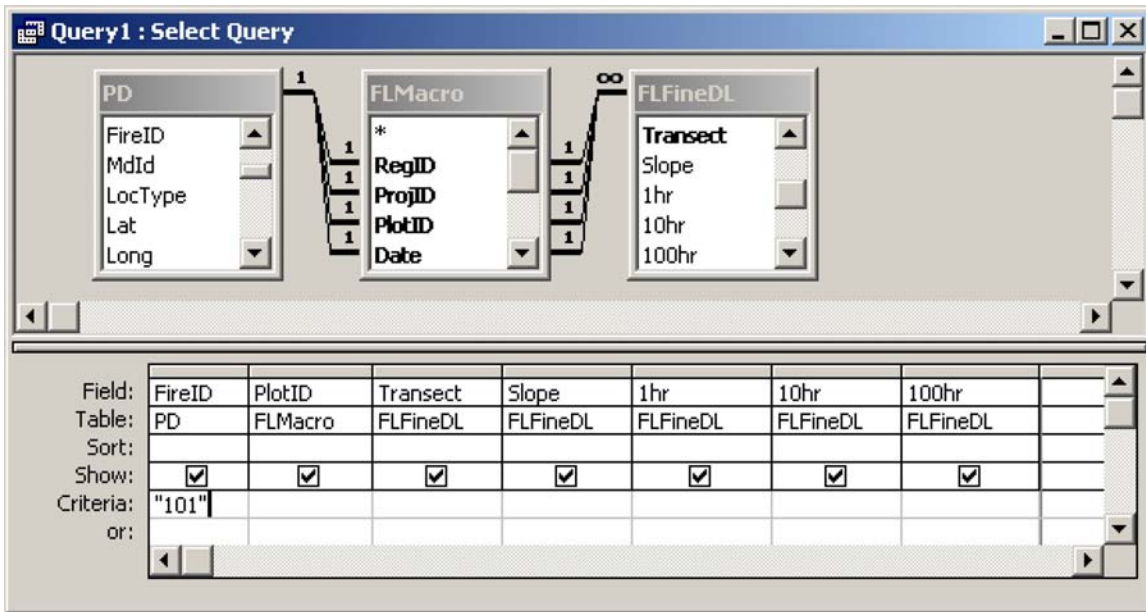 Query1 : Select Query
PD
FireID
MdId
LocType
Lat
Long
1
1
1
1
1
FLMacro
*
RegID
ProjID
PlotID
Date
1
1
1
1
∞
FLFineDL
Transect
Slope
1hr
10hr
100hr
Field: FireID PlotID Transect Slope 1hr 10hr 100hr
Table: PD FLMacro FLFineDL FLFineDL FLFineDL FLFineDL FLFineDL
Sort:
Show:
Criteria: "101"
or: